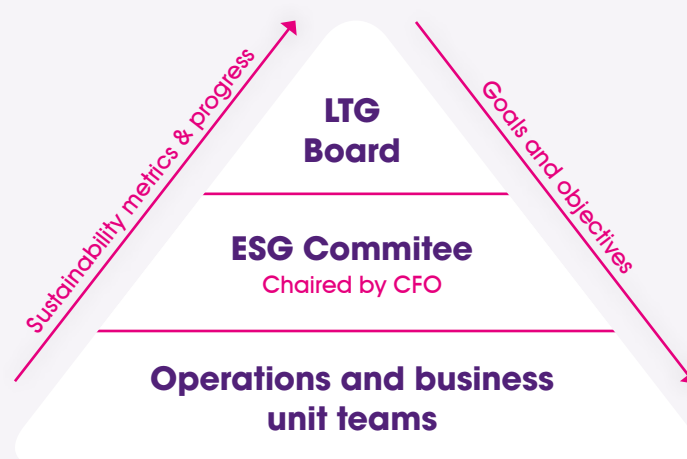 Sustainability metrics & progress
Goals and objectives
LTG
Board
ESG Commitee
Chaired by CFO
Operations and business
unit teams